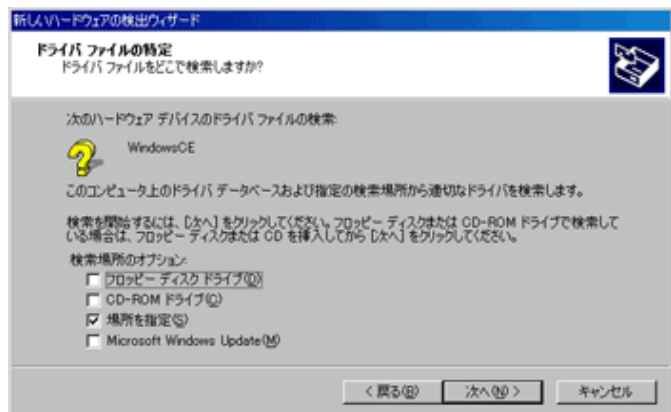 新しいハードウェアの検出ウィザード
ドライバ ファイルの特定
ドライバ ファイルをどこで検索しますか?
次のハードウェア デバイスのドライバ ファイルの検索:
WindowsCE
このコンピュータ上のドライバ データベースおよび指定の検索場所から適切なドライバを検索します。
検索を開始するには、[次へ] をクリックしてください。フロッピー ディスクまたは CD-ROM ドライブで検索して
いる場合は、フロッピー ディスクまたは CD を挿入してから [次へ] をクリックしてください。
検索場所のオプション:
フロッピー ディスク ドライブ(D)
CD-ROM ドライブ(C)
場所を指定(S)
Microsoft Windows Update(M)
< 戻る(B)
次へ(N) >
キャンセル